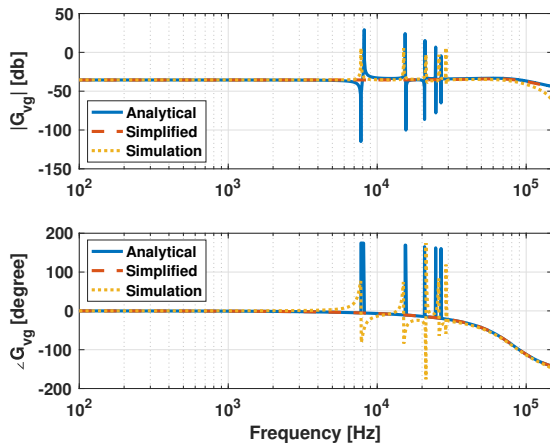 50
0
-50
-100
-150
|G_vg| [db]
Analytical
Simplified
Simulation
10^2
10^3
10^4
10^5
200
100
0
-100
-200
∠G_vg [degree]
Analytical
Simplified
Simulation
10^2
10^3
10^4
10^5
Frequency [Hz]